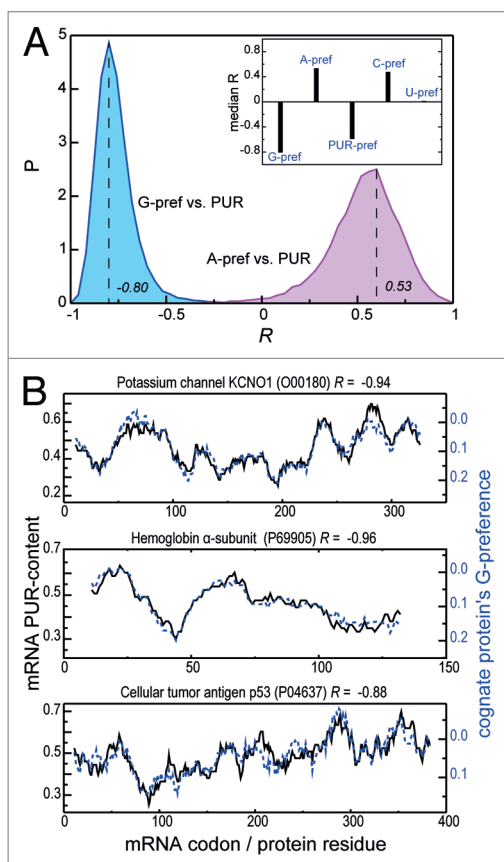 A
5
4
3
2
1
0
P
-1
-0.5
0
0.5
1
R
G-pref vs. PUR
A-pref vs. PUR
-0.80
0.53
0.8
0.4
0
-0.4
-0.8
median R
A-pref
C-pref
U-pref
G-pref
PUR-pref
B
Potassium channel KCNO1 (O00180) R = -0.94
0.6
0.4
0.2
0.0
0.1
0.2
0
100
200
300
Hemoglobin α-subunit (P69905) R = -0.96
0.7
0.5
0.3
0.0
0.1
0.2
0
50
100
150
Cellular tumor antigen p53 (P04637) R = -0.88
0.7
0.5
0.3
0.0
0.1
0
100
200
300
400
mRNA PUR-content
cognate protein's G-preference
mRNA codon / protein residue